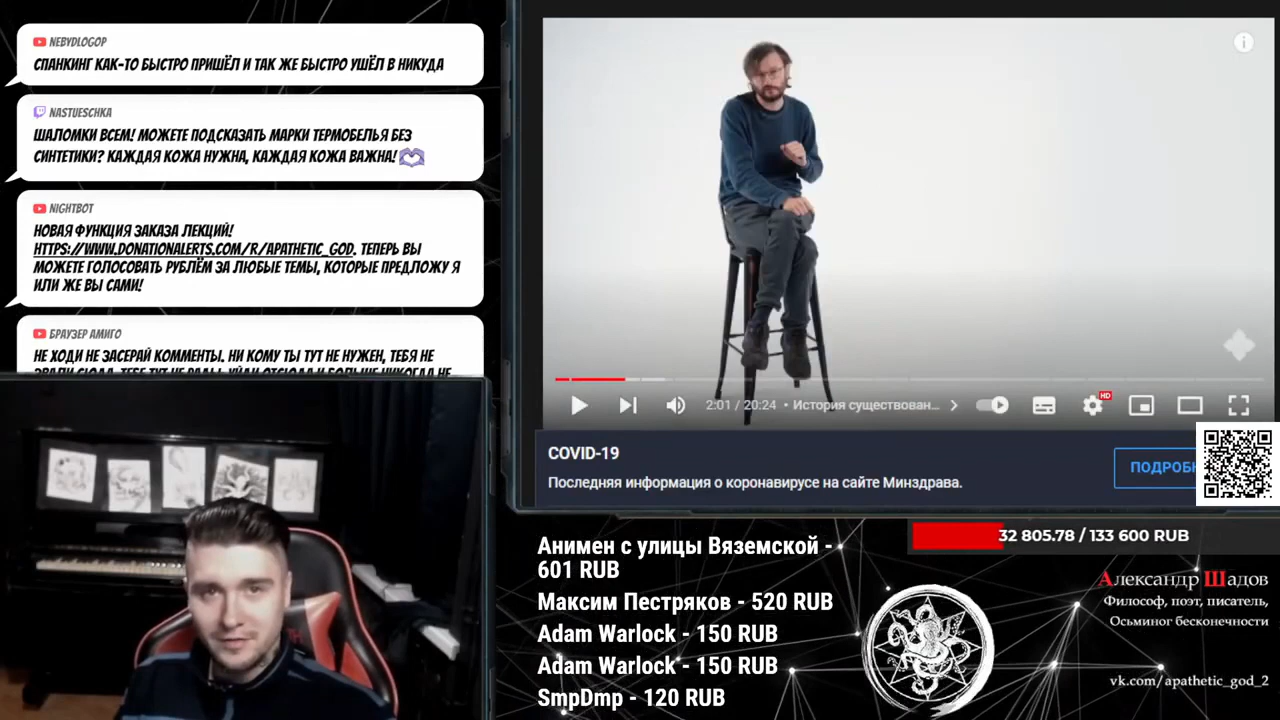 NEBYDLOGOP
СПАНКИНГ КАК-ТО БЫСТРО ПРИШЁЛ И ТАК ЖЕ БЫСТРО УШЁЛ В НИКУДА
NASTUESCHKA
ШАЛОМКИ ВСЕМ! МОЖЕТЕ ПОДСКАЗАТЬ МАРКИ ТЕРМОБЕЛЬЯ БЕЗ
СИНТЕТИКИ? КАЖДАЯ КОЖА НУЖНА, КАЖДАЯ КОЖА ВАЖНА!
NIGHTBOT
НОВАЯ ФУНКЦИЯ ЗАКАЗА ЛЕКЦИЙ!
HTTPS://WWW.DONATIONALERTS.COM/R/APATHETIC_GOD. ТЕПЕРЬ ВЫ
МОЖЕТЕ ГОЛОСОВАТЬ РУБЛЁМ ЗА ЛЮБЫЕ ТЕМЫ, КОТОРЫЕ ПРЕДЛОЖУ Я
ИЛИ ЖЕ ВЫ САМИ!
БРАУЗЕР АМИГО
НЕ ХОДИ НЕ ЗАСЕРАЙ КОММЕНТЫ. НИ КОМУ ТЫ ТУТ НЕ НУЖЕН, ТЕБЯ НЕ
2:01 / 20:24 • История существован...
HD
COVID-19
Последняя информация о коронавирусе на сайте Минздрава.
ПОДРОБН
32 805.78 / 133 600 RUB
Анимен с улицы Вяземской -
601 RUB
Максим Пестряков - 520 RUB
Adam Warlock - 150 RUB
Adam Warlock - 150 RUB
SmpDmp - 120 RUB
Александр Шадов
Философ, поэт, писатель,
Осьминог бесконечности
vk.com/apathetic_god_2